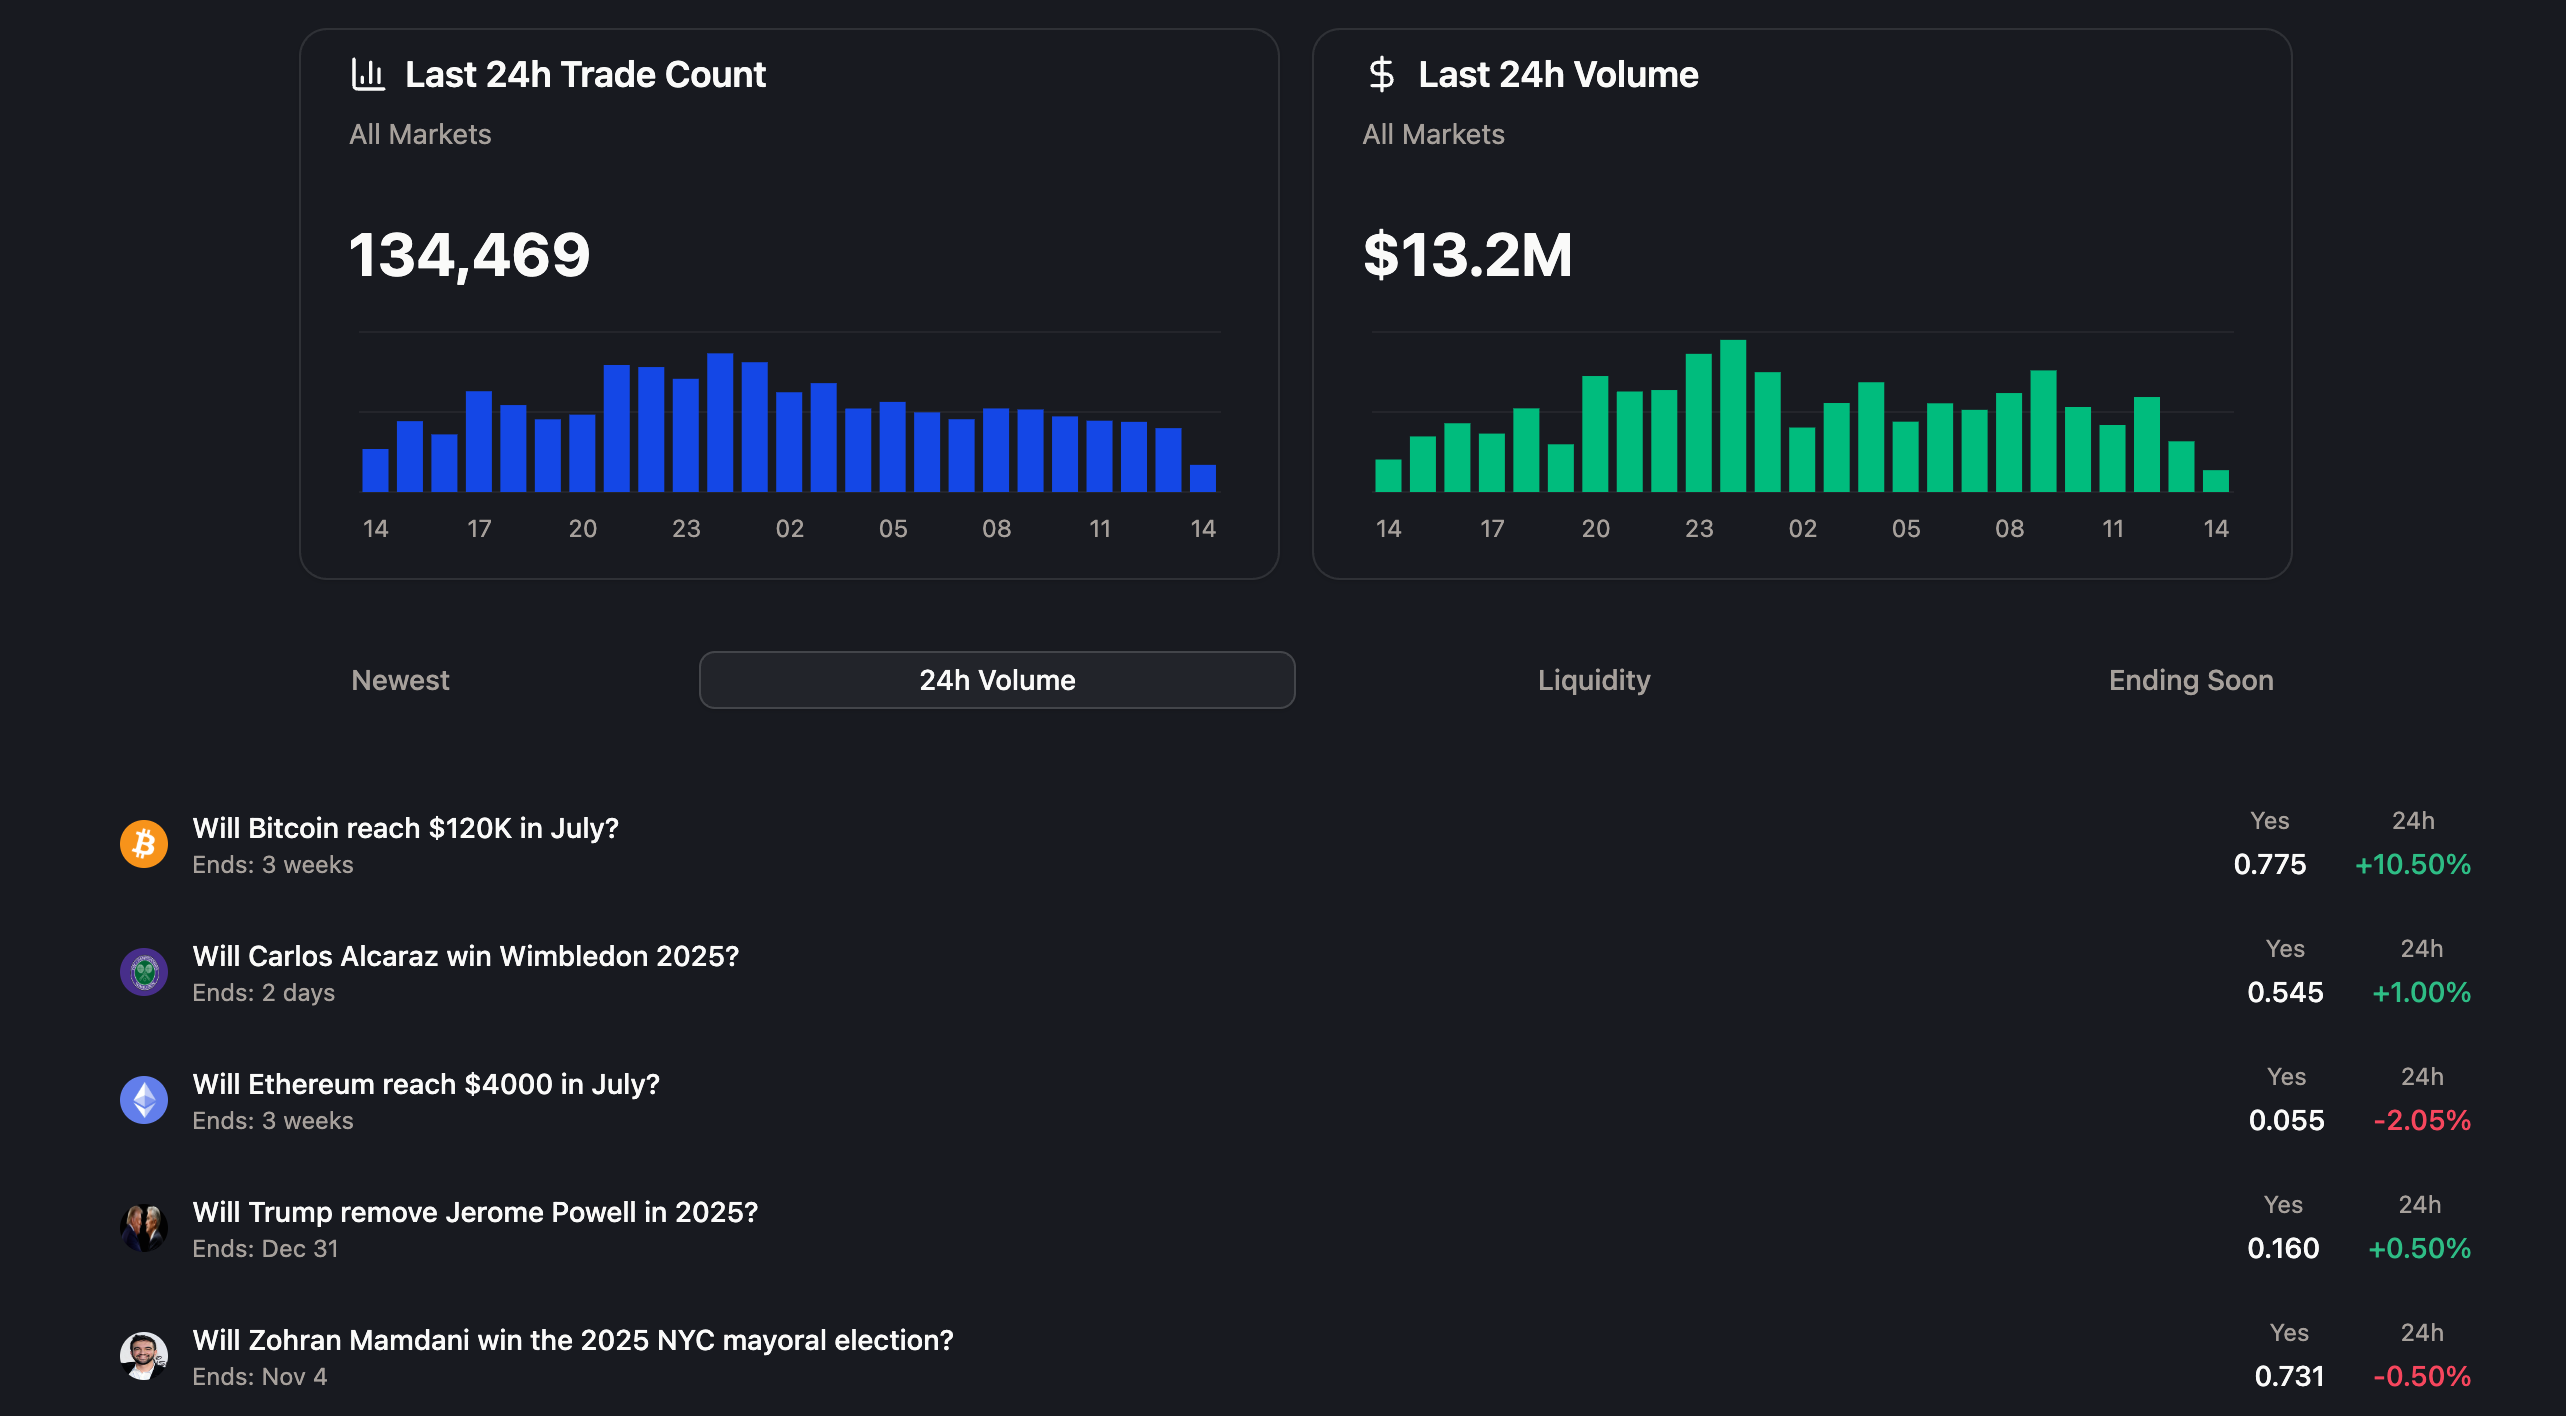 Last 24h Trade Count
All Markets
134,469
14 17 20 23 02 05 08 11 14
Last 24h Volume
All Markets
$13.2M
14 17 20 23 02 05 08 11 14
Newest 24h Volume Liquidity Ending Soon
Will Bitcoin reach $120K in July?
Ends: 3 weeks
Yes 24h
0.775 +10.50%
Will Carlos Alcaraz win Wimbledon 2025?
Ends: 2 days
Yes 24h
0.545 +1.00%
Will Ethereum reach $4000 in July?
Ends: 3 weeks
Yes 24h
0.055 -2.05%
Will Trump remove Jerome Powell in 2025?
Ends: Dec 31
Yes 24h
0.160 +0.50%
Will Zohran Mamdani win the 2025 NYC mayoral election?
Ends: Nov 4
Yes 24h
0.731 -0.50%